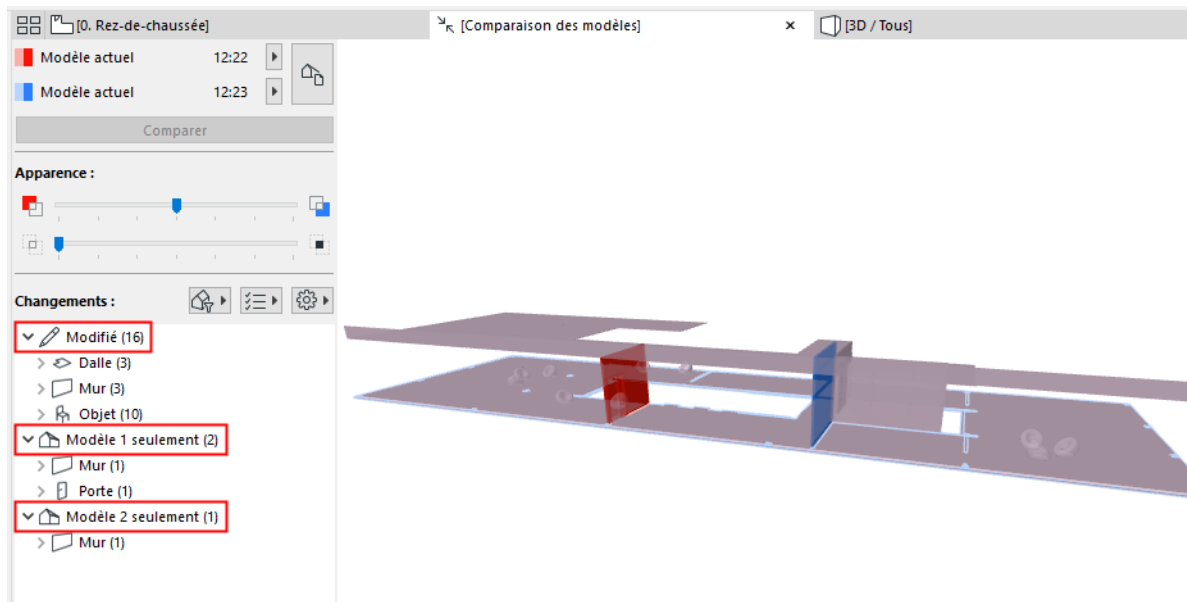 [0. Rez-de-chaussée] [Comparaison des modèles] × [3D / Tous]
Modèle actuel 12:22
Modèle actuel 12:23
Comparer
Apparence :
Changements :
Modifié (16)
Dalle (3)
Mur (3)
Objet (10)
Modèle 1 seulement (2)
Mur (1)
Porte (1)
Modèle 2 seulement (1)
Mur (1)